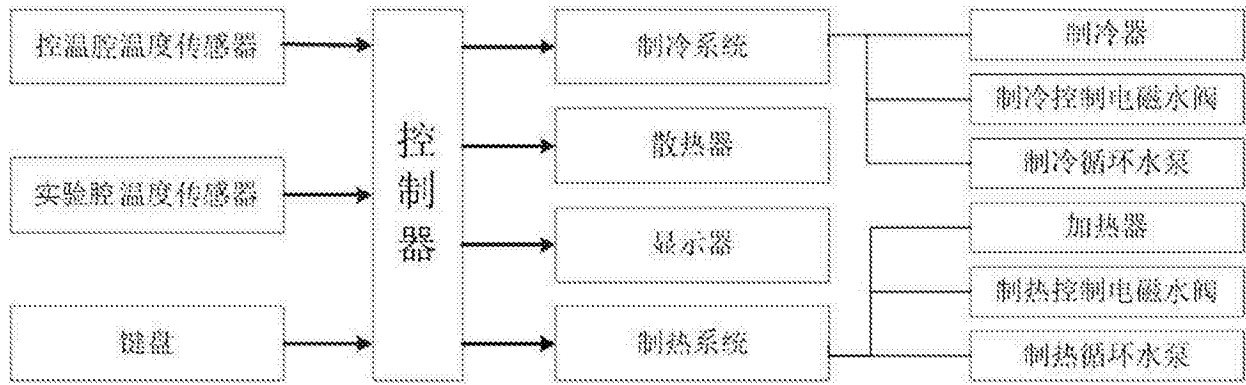 控温腔温度传感器
实验腔温度传感器
键盘
控制器
制冷系统
散热器
显示器
制热系统
制冷器
制冷控制电磁水阀
制冷循环水泵
加热器
制热控制电磁水阀
制热循环水泵